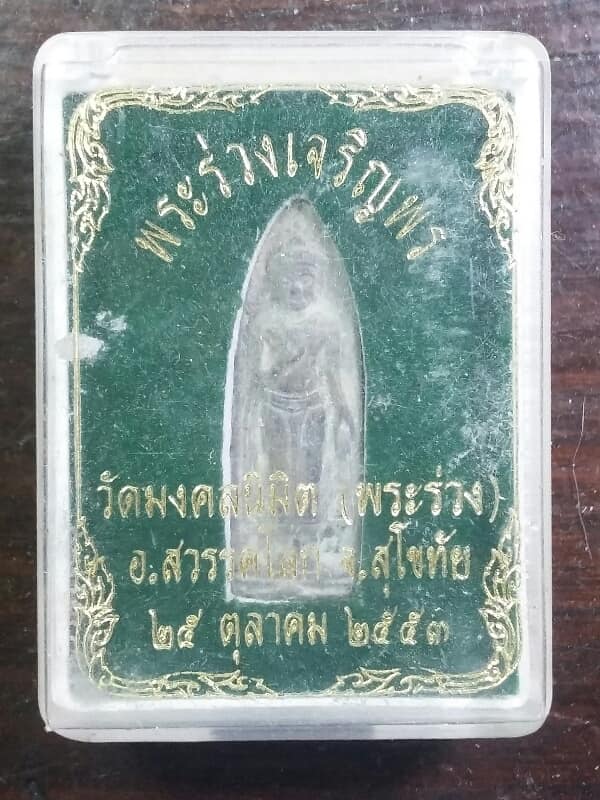 พระร่วงเจริญพร
วัดมงคลนิมิต (พระร่วง)
อ.สวรรคโลก จ.สุโขทัย
๒๕ ตุลาคม ๒๕๕๓